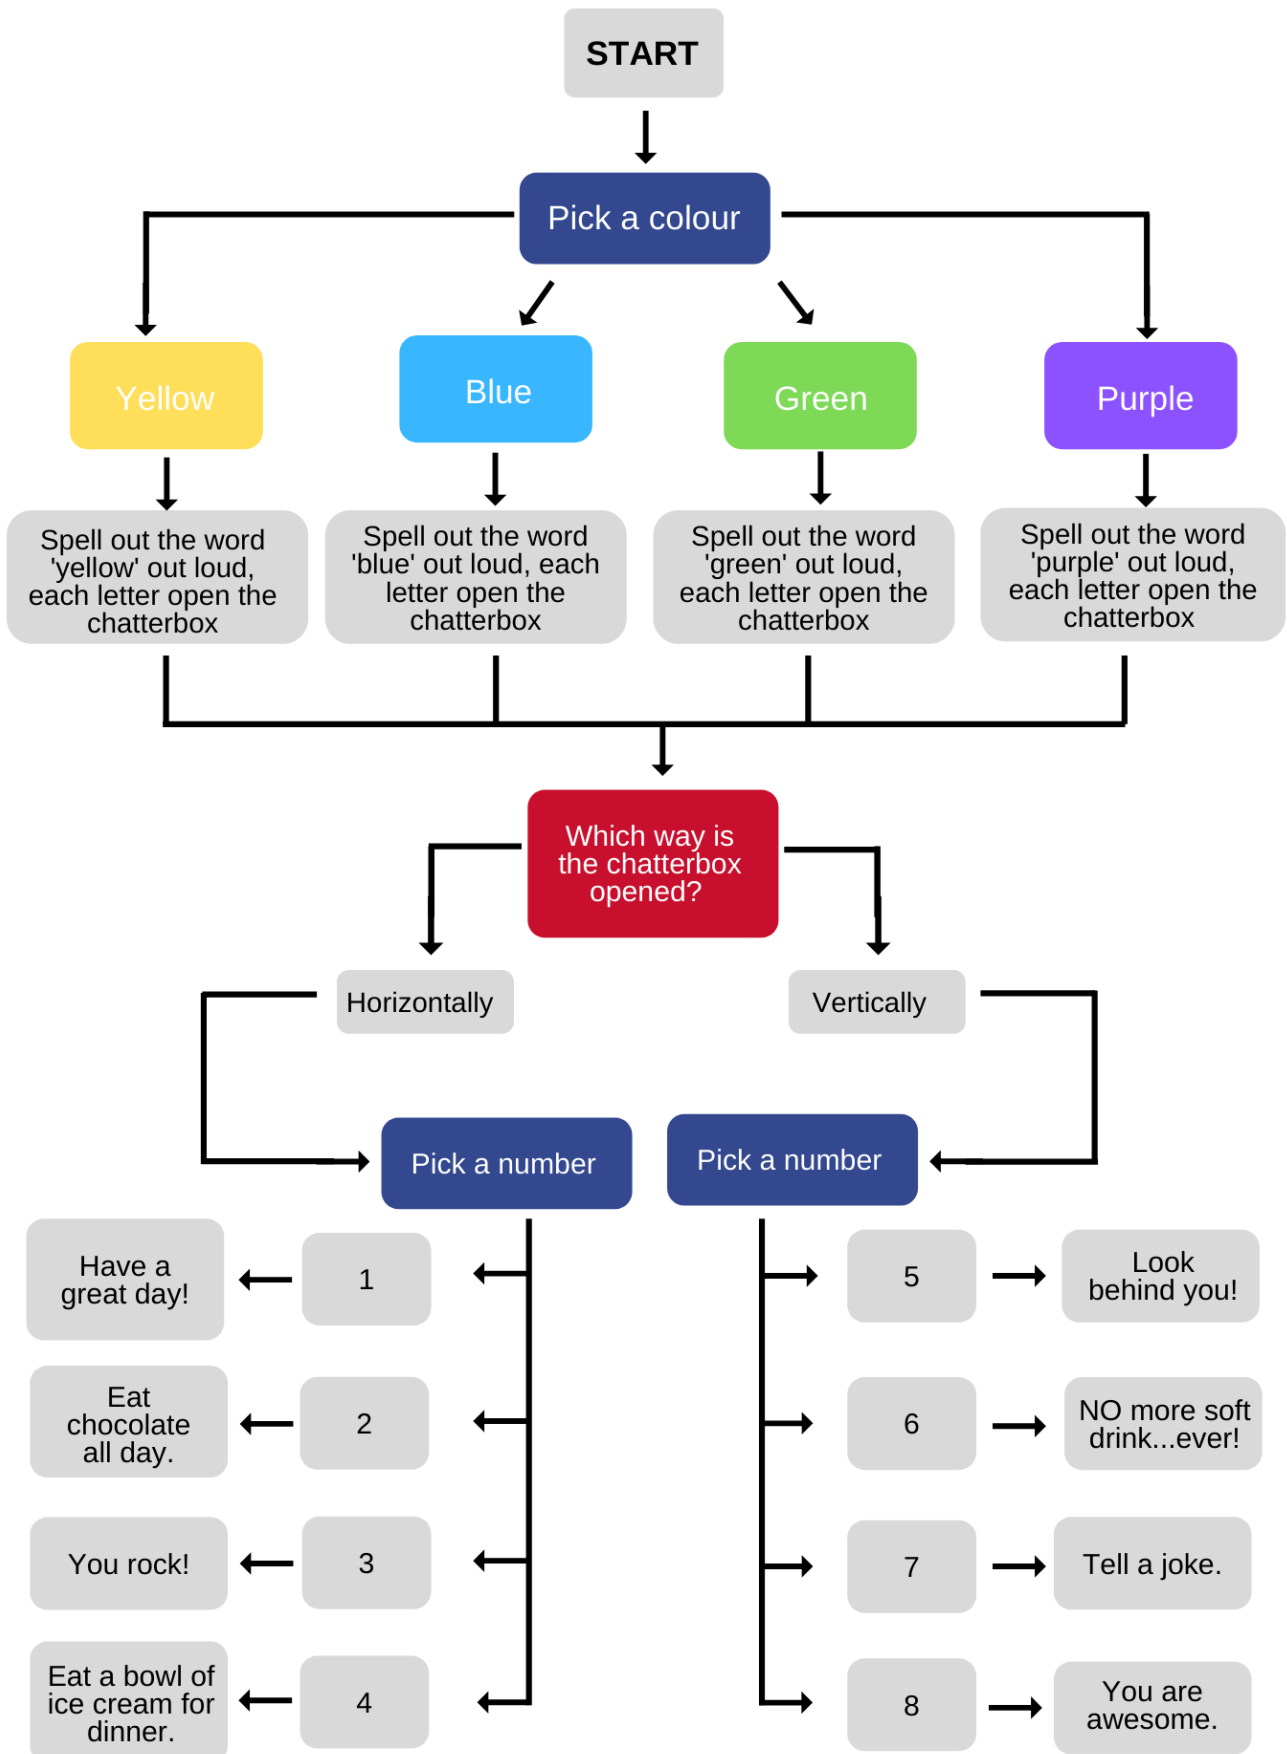 START
Pick a colour
Yellow
Blue
Green
Purple
Spell out the word
'yellow' out loud,
each letter open the
chatterbox
Spell out the word
'blue' out loud, each
letter open the
chatterbox
Spell out the word
'green' out loud,
each letter open the
chatterbox
Spell out the word
'purple' out loud,
each letter open the
chatterbox
Which way is
the chatterbox
opened?
Horizontally
Vertically
Pick a number
Pick a number
Have a
great day!
1
5
Look
behind you!
Eat
chocolate
all day.
2
6
NO more soft
drink...ever!
You rock!
3
7
Tell a joke.
Eat a bowl of
ice cream for
dinner.
4
8
You are
awesome.